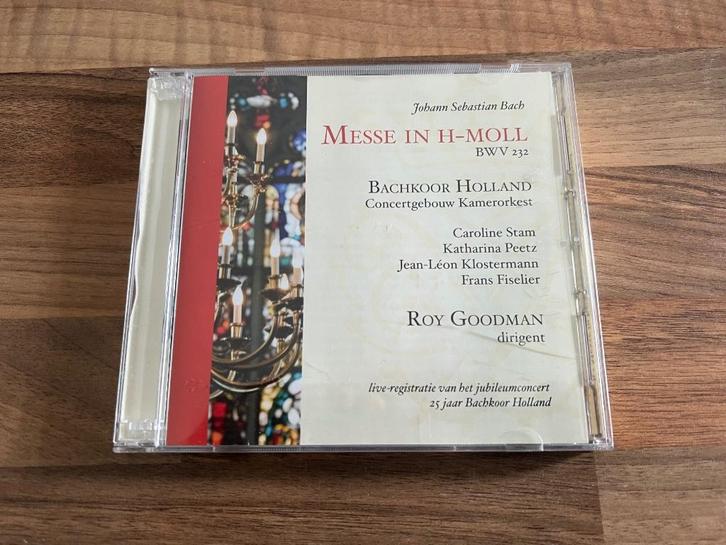 Johann Sebastian Bach
MESSE IN H-MOLL
BWV 232
BACHKOOR HOLLAND
Concertgebouw Kamerorkest
Caroline Stam
Katharina Peetz
Jean-Léon Klostermann
Frans Fiselier
ROY GOODMAN
dirigent
live-registratie van het jubileumconcert
25 jaar Bachkoor Holland